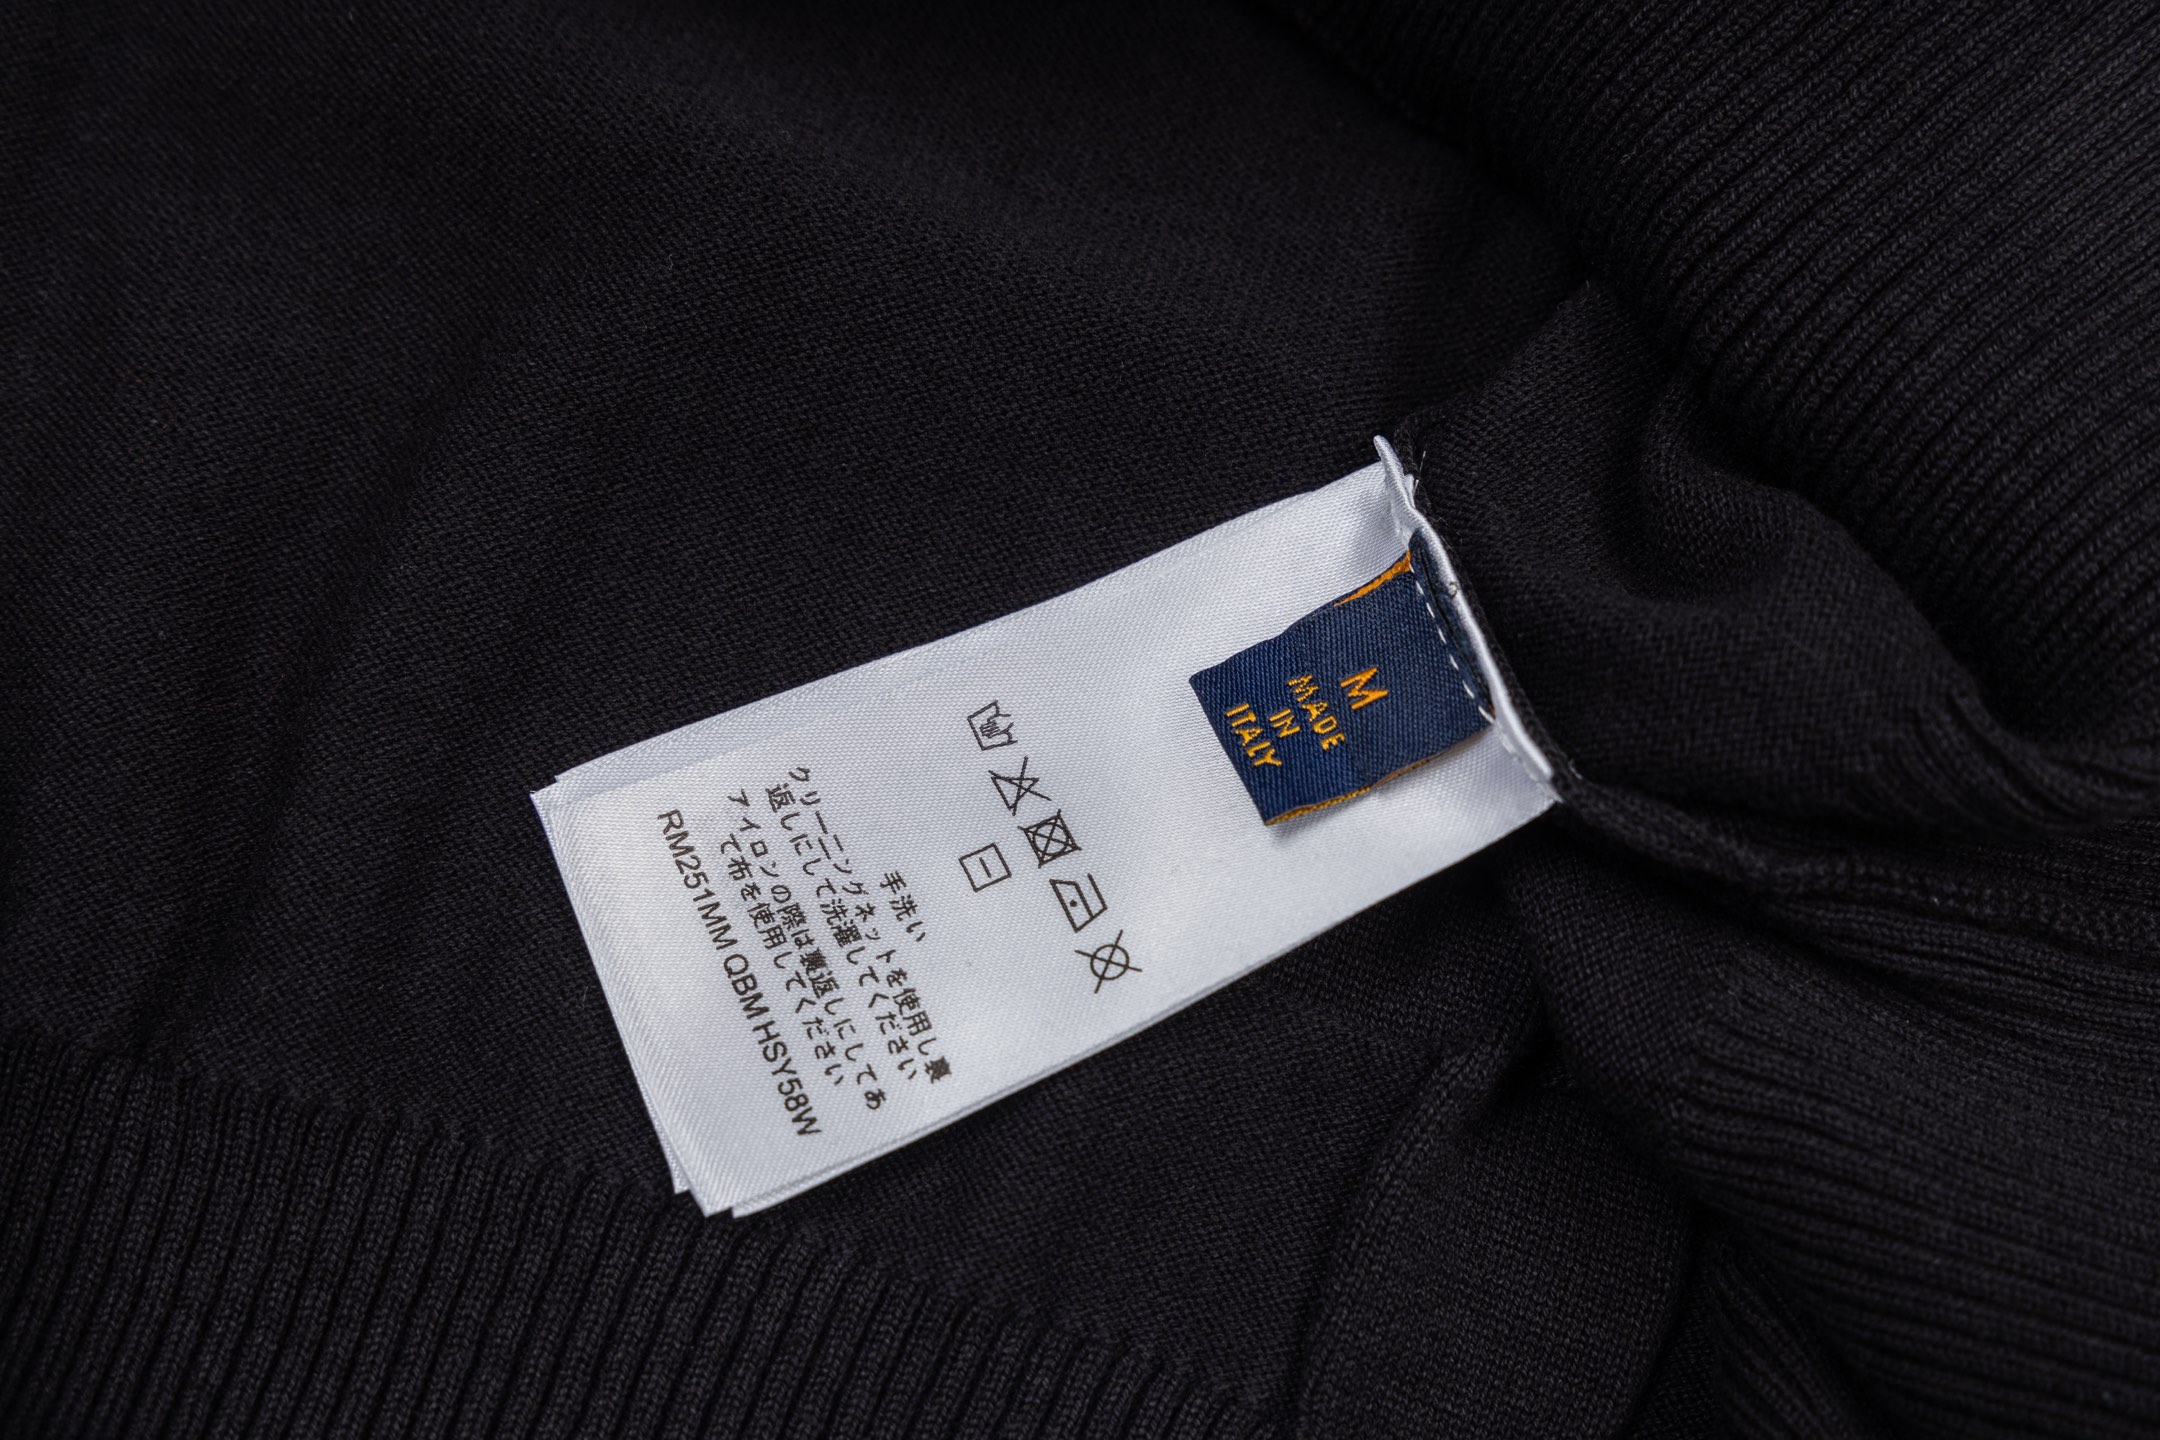 M
MADE
IN
ITALY
手洗い
クリーニングネットを使用し裏
返しにして洗濯してください
アイロンの際は裏返しにしてあ
て布を使用してください
RM251MM QBM HSY58W